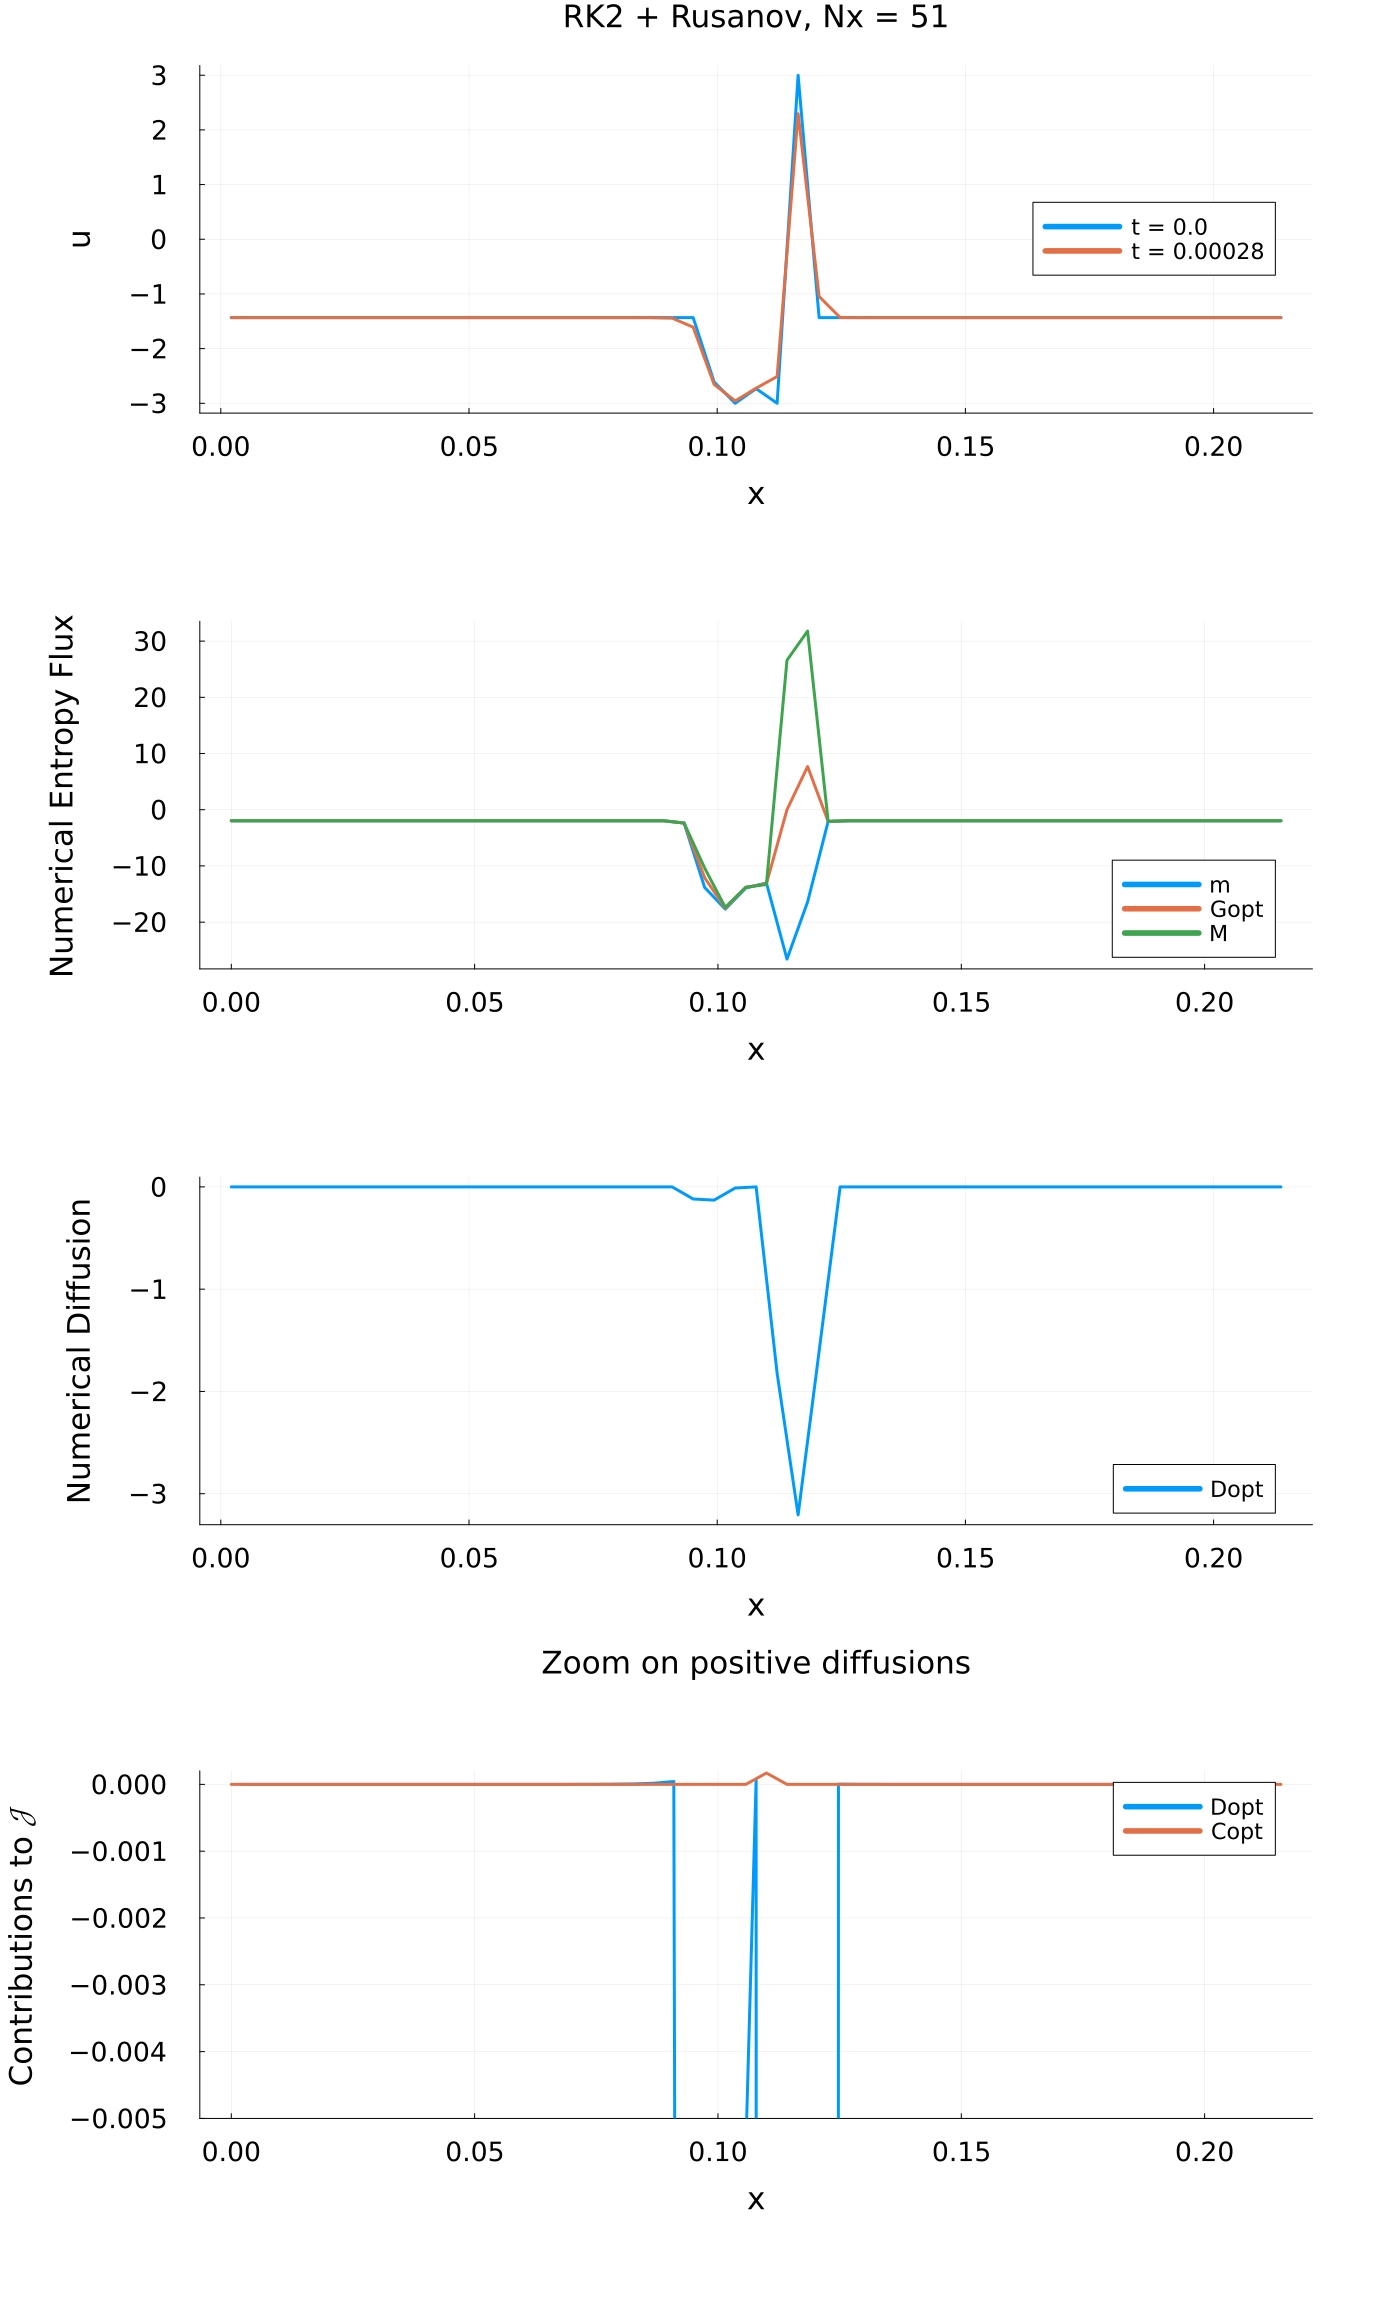 RK2 + Rusanov, Nx = 51
3
2
1
0
−1
−2
−3
u
t = 0.0
t = 0.00028
0.00 0.05 0.10 0.15 0.20
x
30
20
10
0
−10
−20
Numerical Entropy Flux
m
Gopt
M
0.00 0.05 0.10 0.15 0.20
x
0
−1
−2
−3
Numerical Diffusion
Dopt
0.00 0.05 0.10 0.15 0.20
x
Zoom on positive diffusions
0.000
−0.001
−0.002
−0.003
−0.004
−0.005
Contributions to 𝒥
Dopt
Copt
0.00 0.05 0.10 0.15 0.20
x